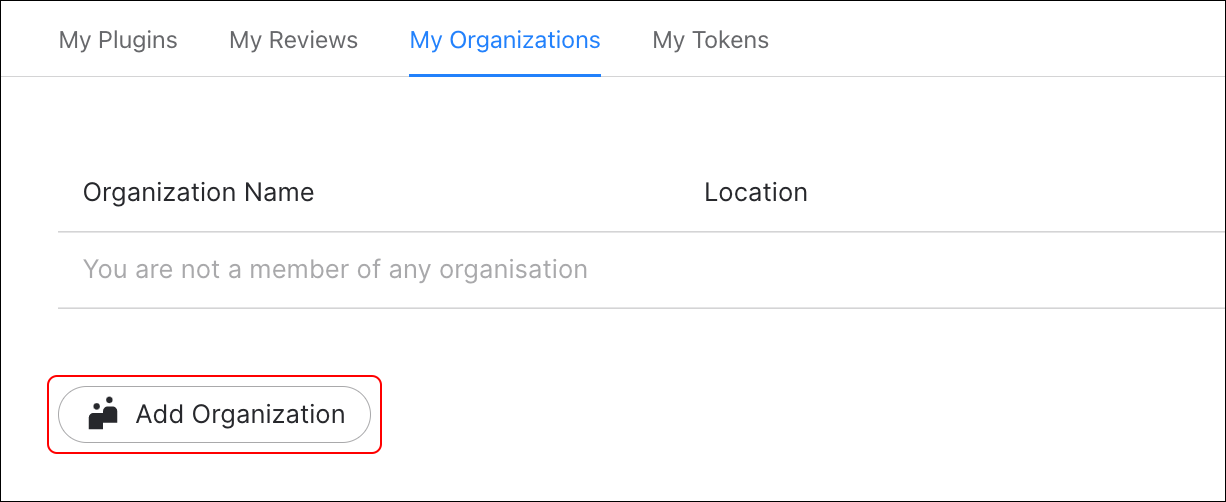 My Plugins My Reviews My Organizations My Tokens
Organization Name Location
You are not a member of any organisation
Add Organization